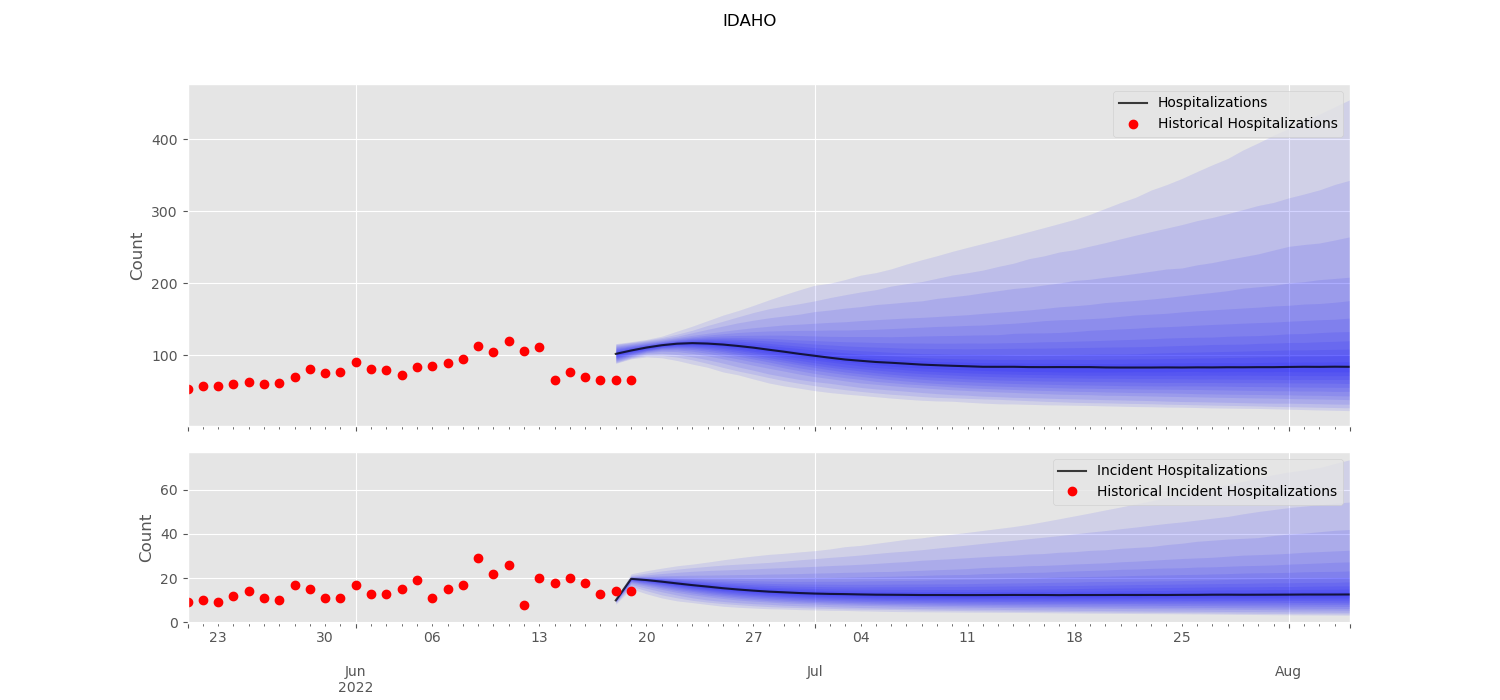 IDAHO
Hospitalizations
Historical Hospitalizations
400
300
200
100
Count
Incident Hospitalizations
Historical Incident Hospitalizations
60
40
20
0
Count
23 30 06 13 20 27 04 11 18 25
Jun Jul Aug
2022